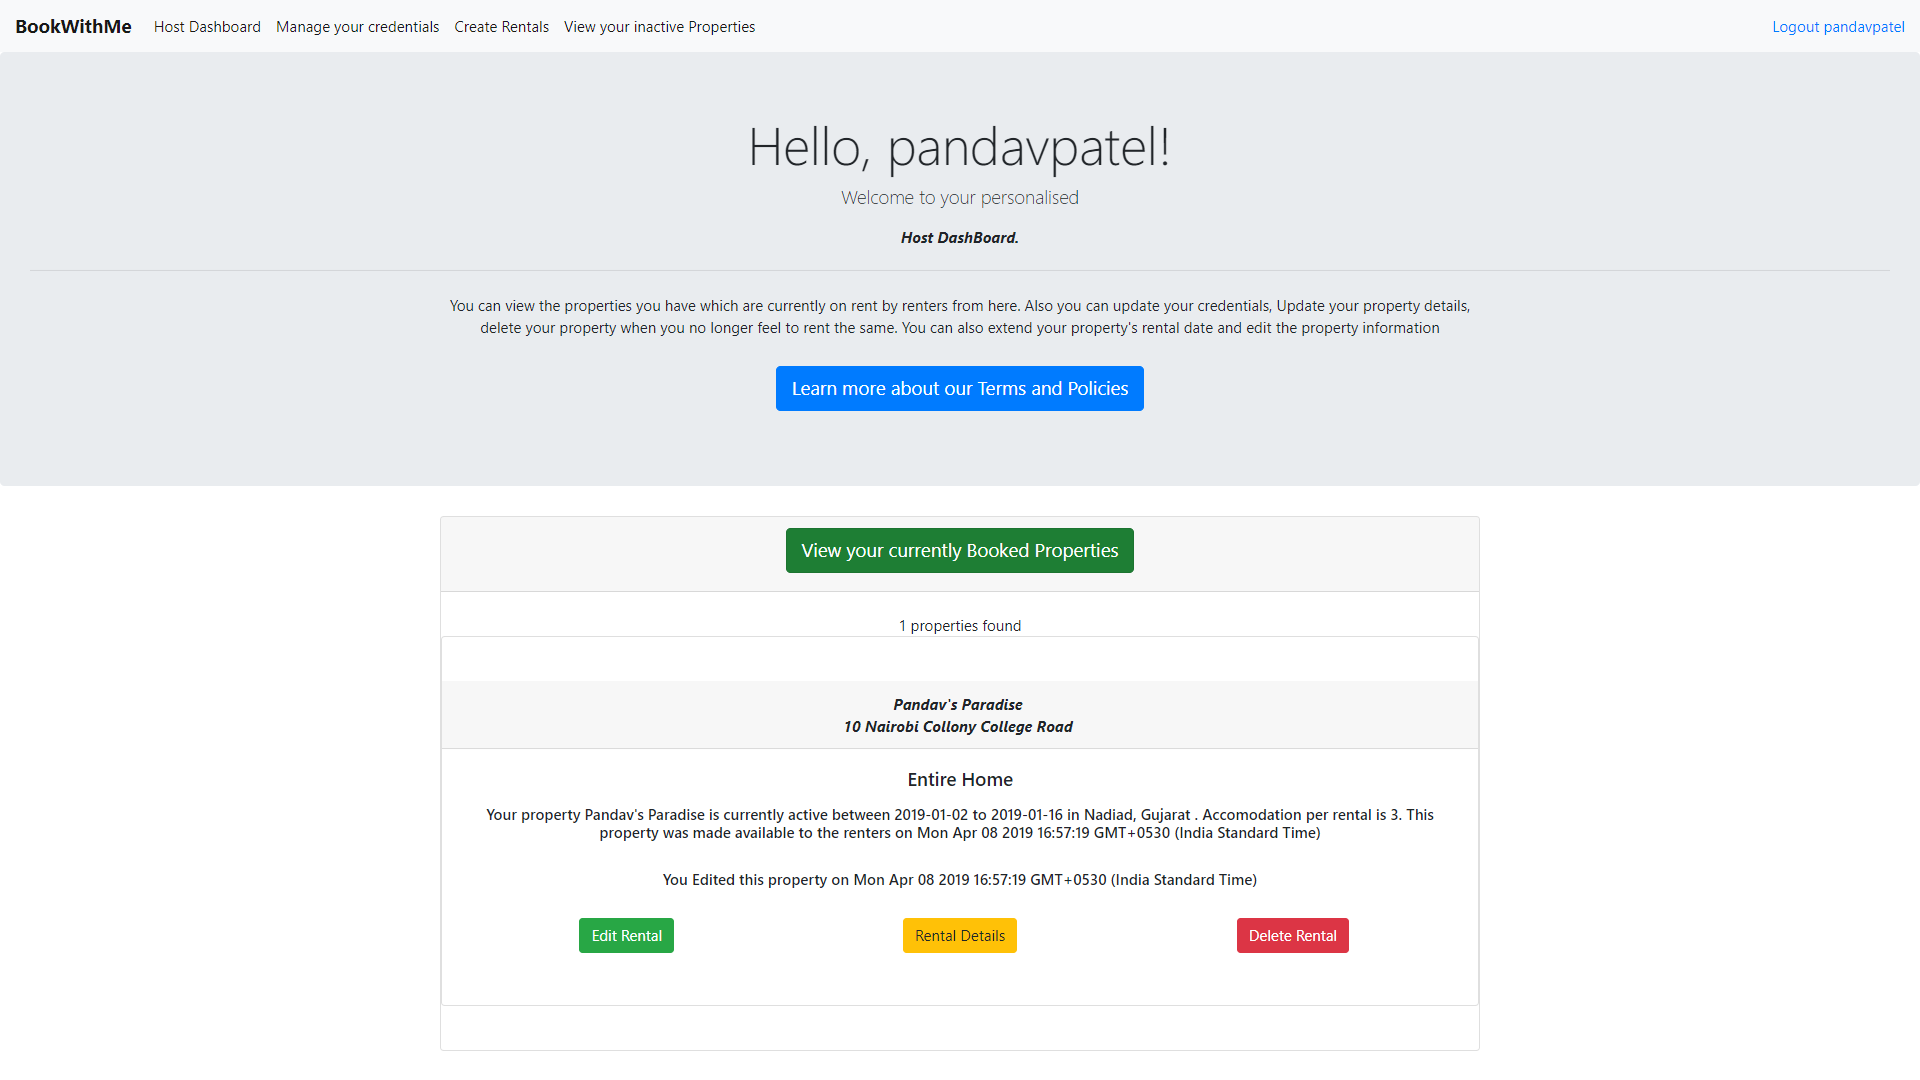 BookWithMe Host Dashboard Manage your credentials Create Rentals View your inactive Properties Logout pandavpatel
Hello, pandavpatel!
Welcome to your personalised
Host DashBoard.
You can view the properties you have which are currently on rent by renters from here. Also you can update your credentials, Update your property details,
delete your property when you no longer feel to rent the same. You can also extend your property's rental date and edit the property information
Learn more about our Terms and Policies
View your currently Booked Properties
1 properties found
Pandav's Paradise
10 Nairobi Collony College Road
Entire Home
Your property Pandav's Paradise is currently active between 2019-01-02 to 2019-01-16 in Nadiad, Gujarat . Accomodation per rental is 3. This
property was made available to the renters on Mon Apr 08 2019 16:57:19 GMT+0530 (India Standard Time)
You Edited this property on Mon Apr 08 2019 16:57:19 GMT+0530 (India Standard Time)
Edit Rental Rental Details Delete Rental